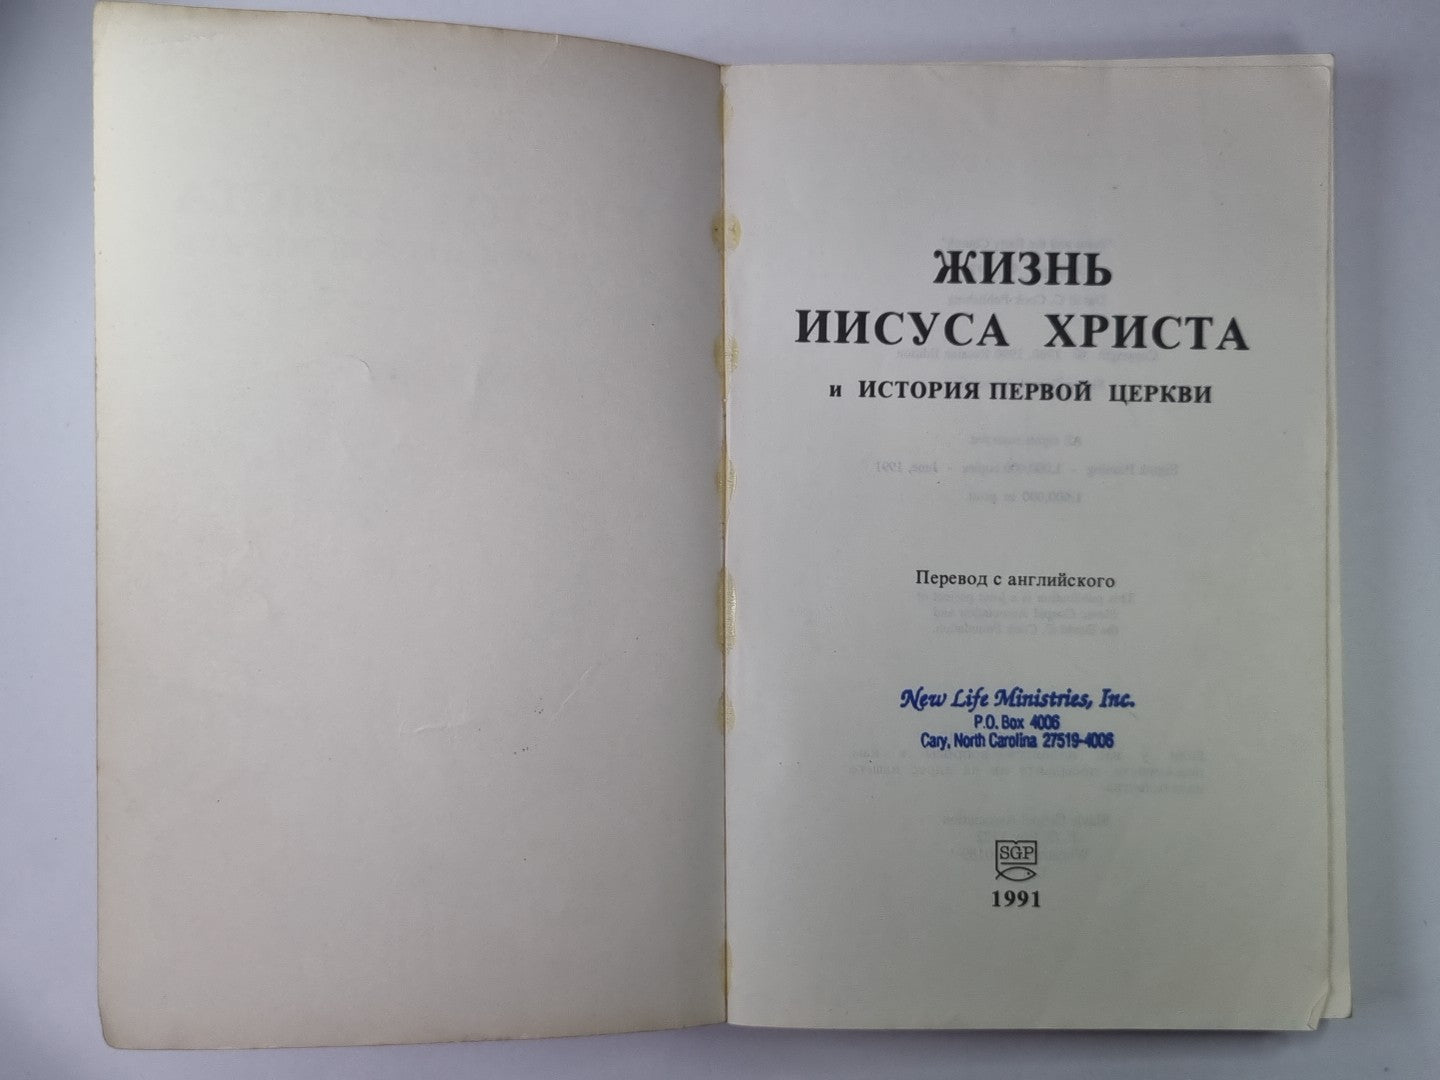 ЖИЗНЬ
ИИСУСА ХРИСТА
и ИСТОРИЯ ПЕРВОЙ ЦЕРКВИ
Перевод с английского
New Life Ministries, Inc.
P.O. Box 4006
Cary, North Carolina 27519-4006
SGP
1991